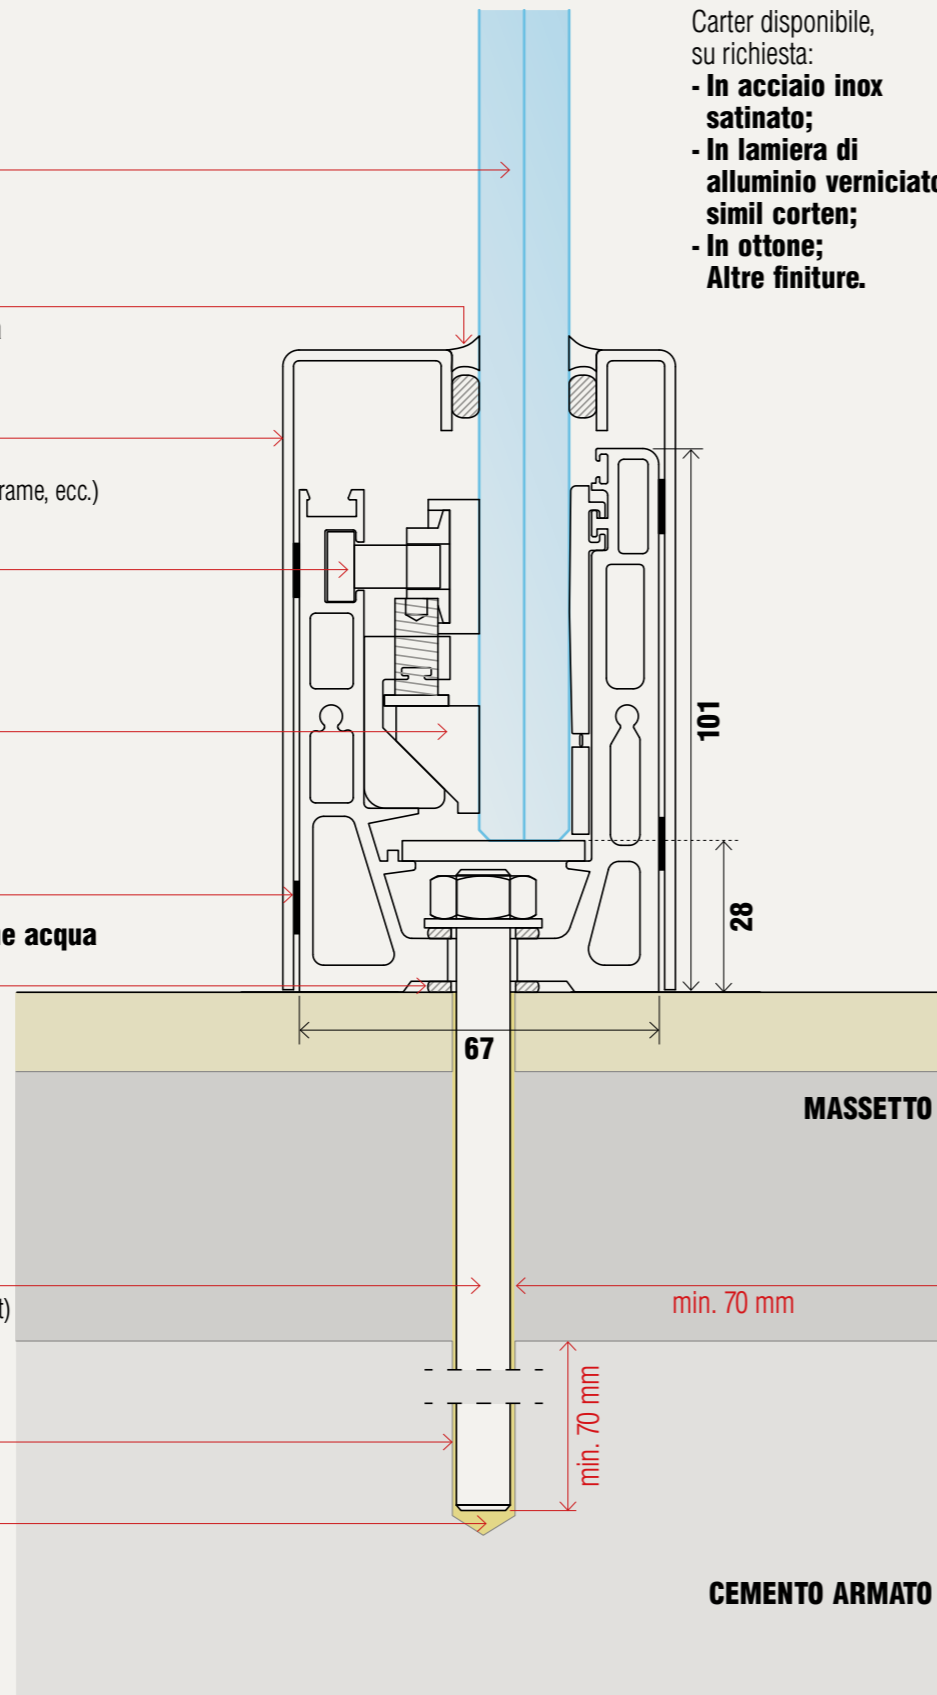 Carter disponibile,
su richiesta:
- In acciaio inox
satinato;
- In lamiera di
alluminio verniciato
simil corten;
- In ottone;
Altre finiture.
rame, ecc.)
101
28
e acqua
67
MASSETTO
min. 70 mm
t)
min. 70 mm
CEMENTO ARMATO